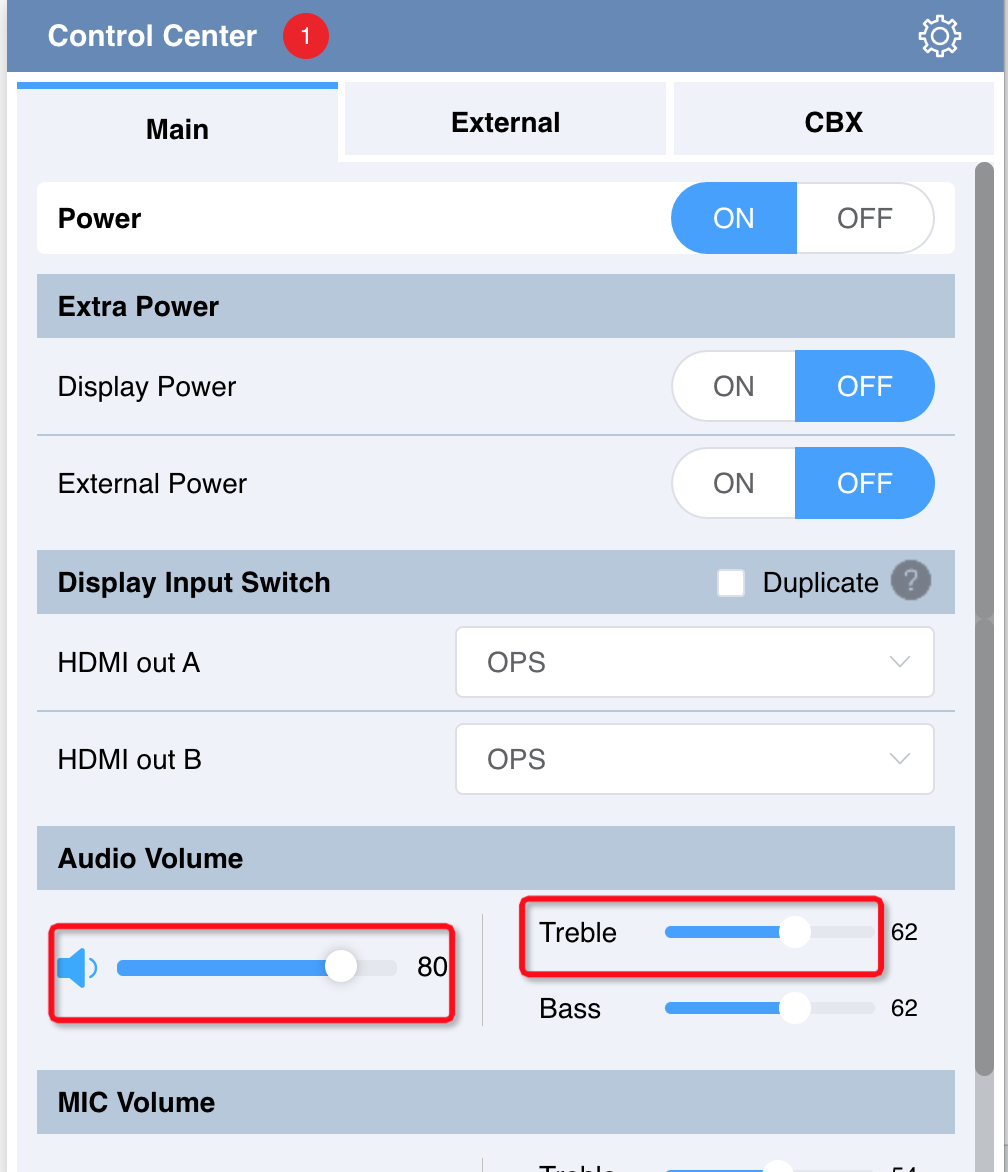 Control Center 1
Main External CBX
Power ON OFF
Extra Power
Display Power ON OFF
External Power ON OFF
Display Input Switch Duplicate ?
HDMI out A OPS
HDMI out B OPS
Audio Volume
80
Treble 62
Bass 62
MIC Volume